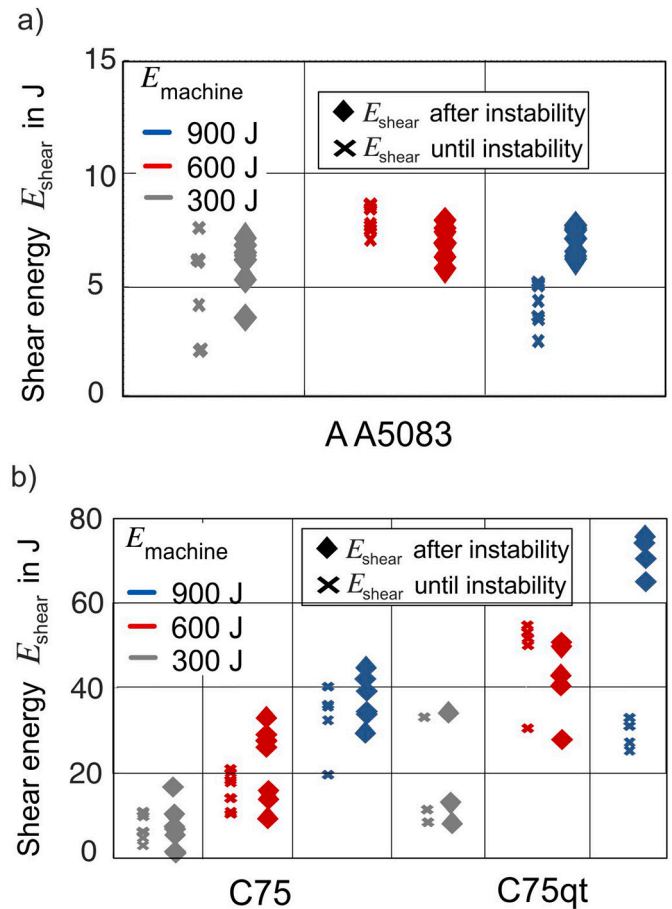 a)
Shear energy E_shear in J
15
10
5
0
E_machine
900 J
600 J
300 J
E_shear after instability
E_shear until instability
A A5083
b)
Shear energy E_shear in J
80
60
40
20
0
E_machine
900 J
600 J
300 J
E_shear after instability
E_shear until instability
C75
C75qt